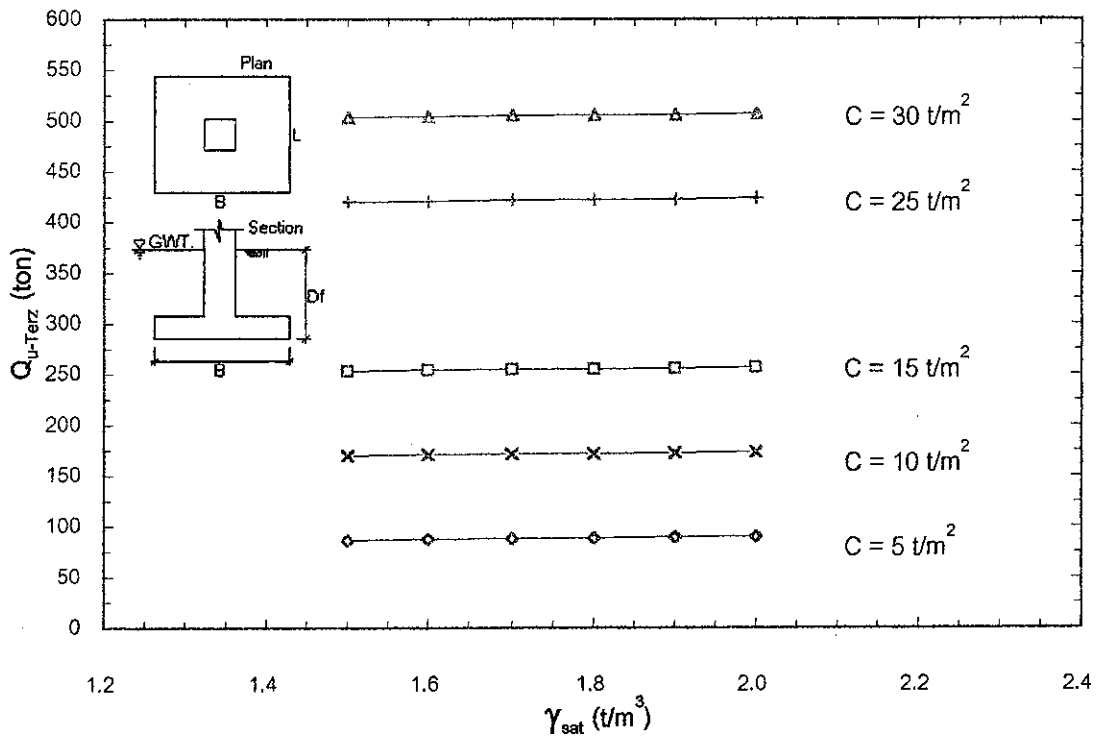 600
550
500
450
400
350
300
250
200
150
100
50
0
Q_u-Terz (ton)
Plan
L
B
Section
GWT.
Df
B
C = 30 t/m²
C = 25 t/m²
C = 15 t/m²
C = 10 t/m²
C = 5 t/m²
1.2 1.4 1.6 1.8 2.0 2.2 2.4
γ_sat (t/m³)